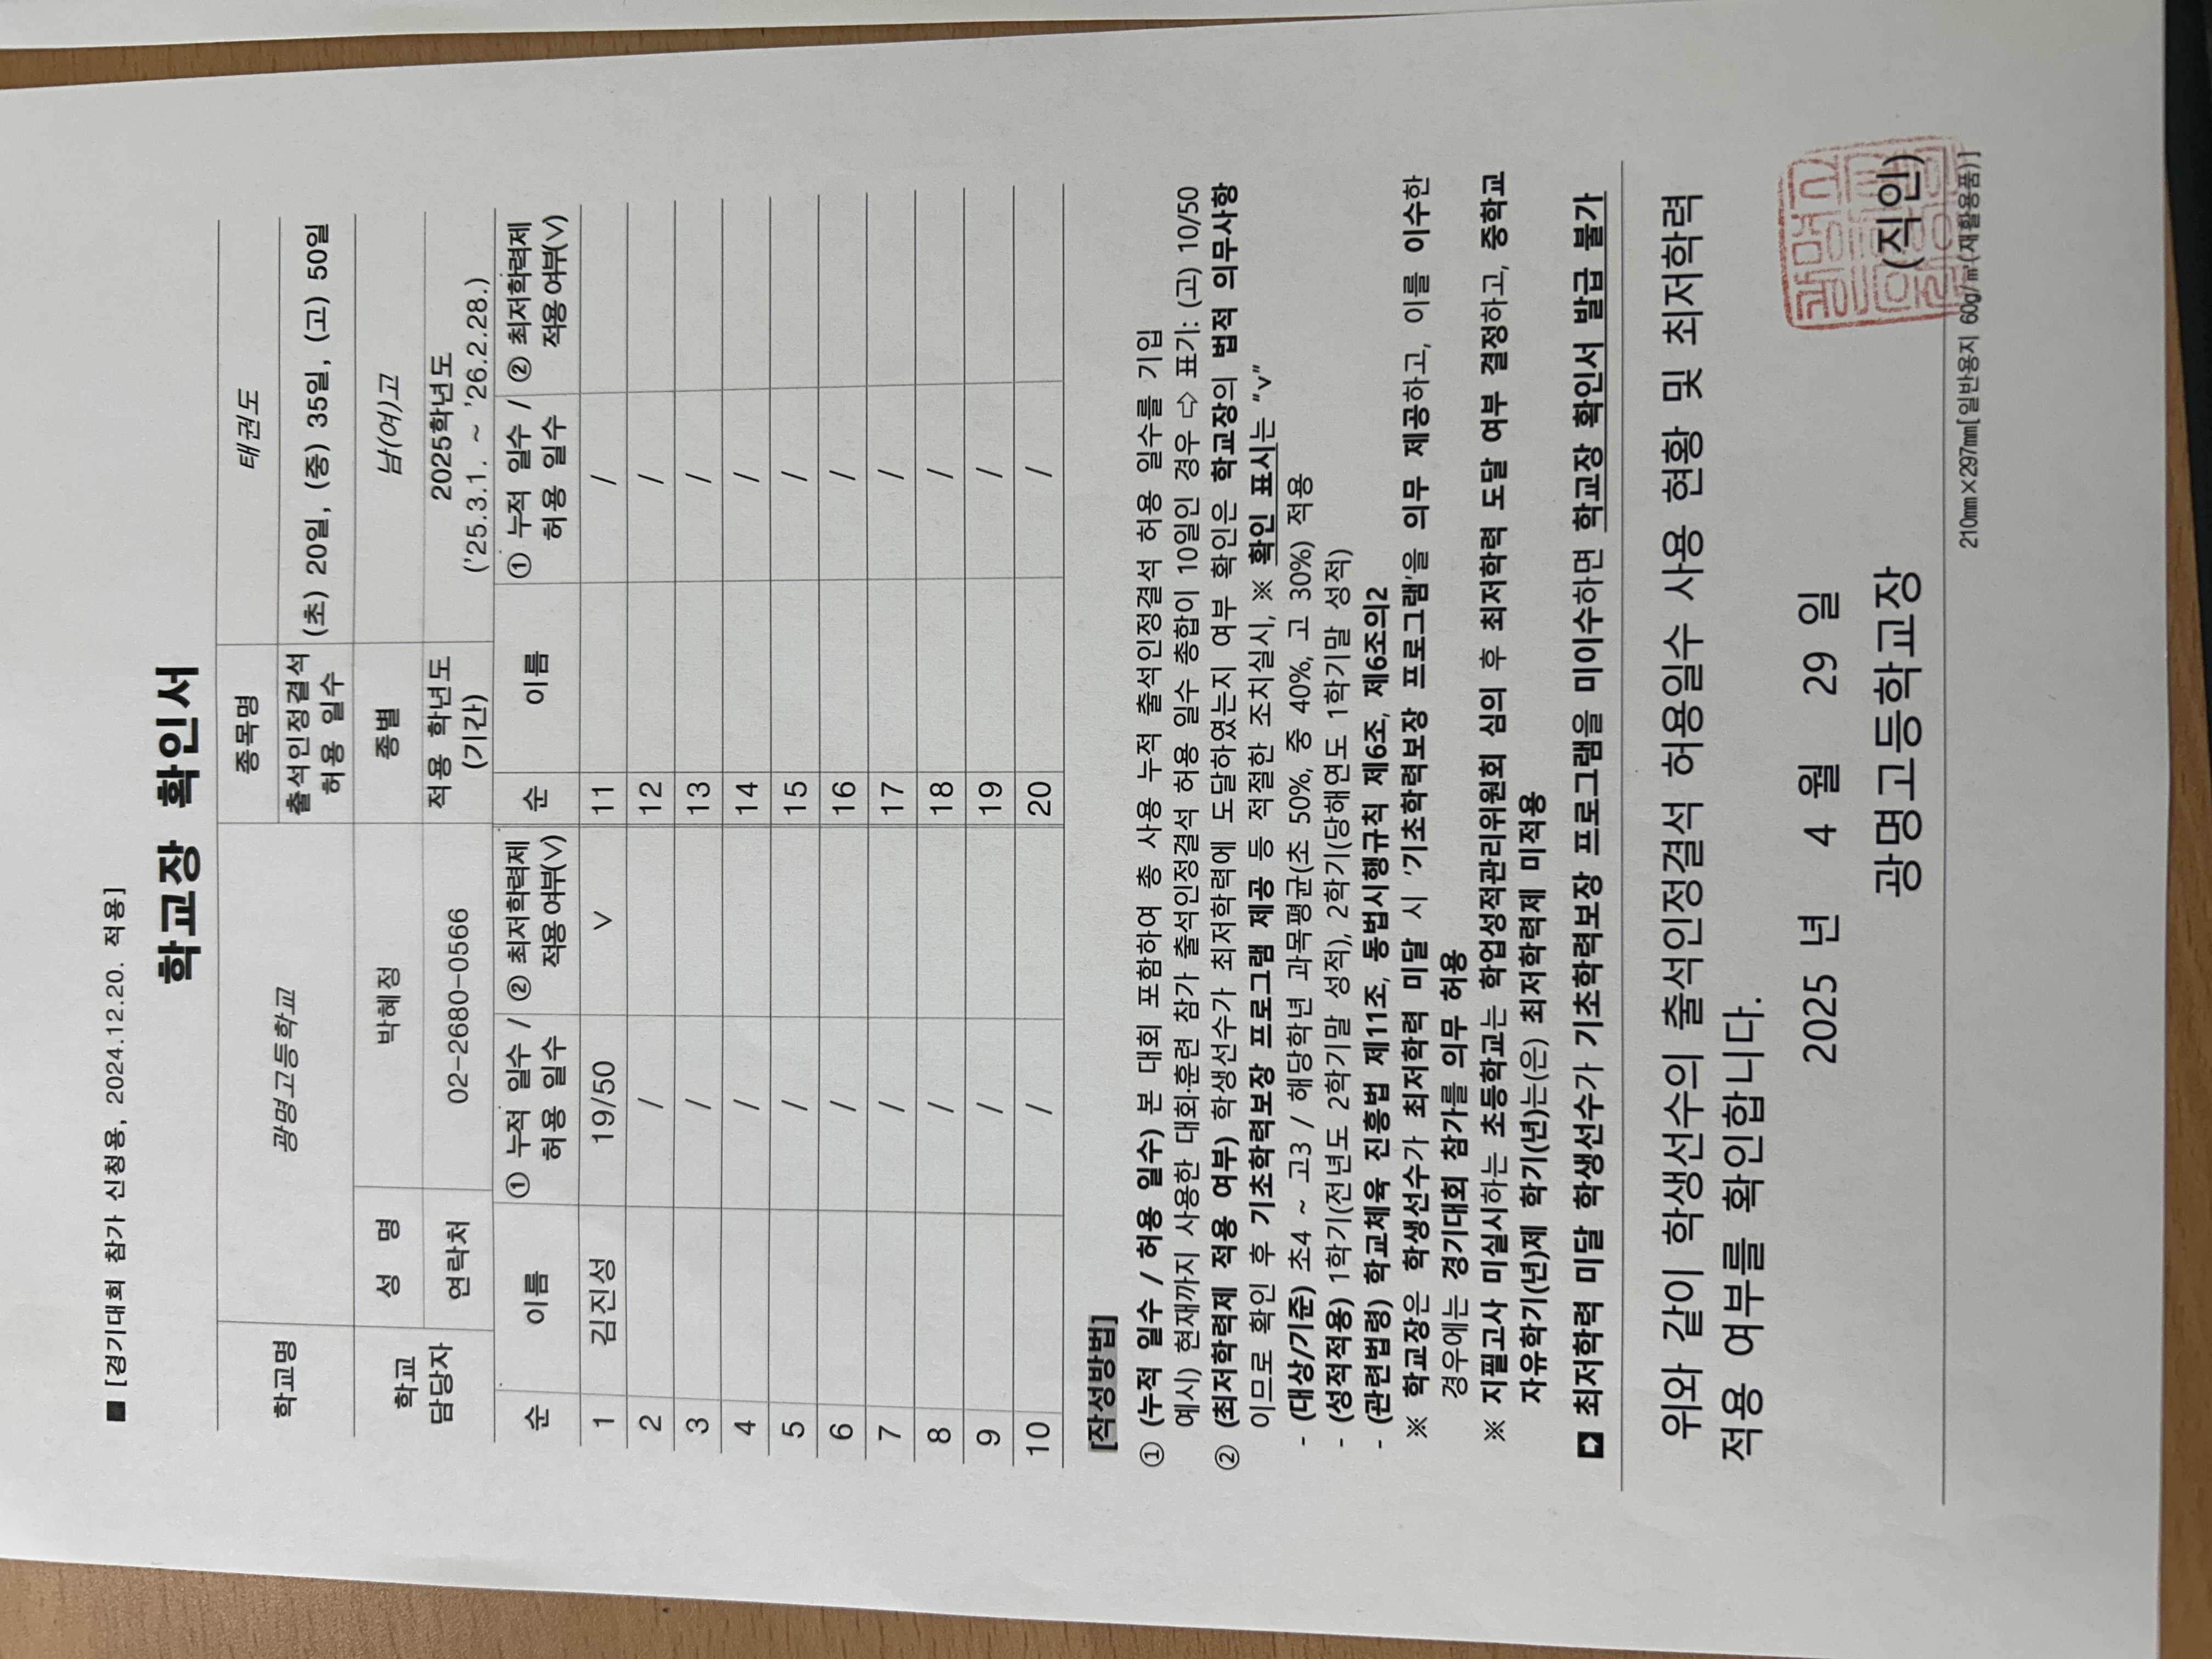 ■ [경기대회 참가 신청용, 2024.12.20. 적용]
학교장 확인서
학교명 광명고등학교 종목명 태권도
출석인정결석 허용 일수 (초) 20일, (중) 35일, (고) 50일
학교 담당자 성 명 박혜정 종별 남(여)고
연락처 02-2680-0566 적용 학년도 (기간) 2025학년도 ('25.3.1. ~ '26.2.28.)
순 이름 ① 누적 일수 / 허용 일수 ② 최저학력제 적용 여부(∨) 순 이름 ① 누적 일수 / 허용 일수 ② 최저학력제 적용 여부(∨)
1 김진성 19/50 ∨ 11 /
2 / 12 /
3 / 13 /
4 / 14 /
5 / 15 /
6 / 16 /
7 / 17 /
8 / 18 /
9 / 19 /
10 / 20 /
[작성방법]
① (누적 일수 / 허용 일수) 본 대회 포함하여 총 사용 누적 출석인정결석 허용 일수를 기입
예시) 현재까지 사용한 대회·훈련 참가 출석인정결석 허용 일수 총합이 10일인 경우 ⇨ 표기: (고) 10/50
② (최저학력제 적용 여부) 학생선수가 최저학력에 도달하였는지 여부 확인은 학교장의 법적 의무사항
이므로 확인 후 기초학력보장 프로그램 제공 등 적절한 조치실시, ※ 확인 표시는 "v"
- (대상/기준) 초4 ~ 고3 / 해당학년 과목평균(초 50%, 중 40%, 고 30%) 적용
- (성적적용) 1학기(전년도 2학기말 성적), 2학기(당해연도 1학기말 성적)
- (관련법령) 학교체육 진흥법 제11조, 동법시행규칙 제6조, 제6조의2
※ 학교장은 학생선수가 최저학력 미달 시 '기초학력보장 프로그램'을 의무 제공하고, 이를 이수한
경우에는 경기대회 참가를 의무 허용
※ 지필고사 미실시하는 초등학교는 학업성적관리위원회 심의 후 최저학력 도달 여부 결정하고, 중학교
자유학기(년)제 학기(년)는(은) 최저학력제 미적용
➡ 최저학력 미달 학생선수가 기초학력보장 프로그램을 미이수하면 학교장 확인서 발급 불가
위와 같이 학생선수의 출석인정결석 허용일수 사용 현황 및 최저학력
적용 여부를 확인합니다.
2025 년 4 월 29 일
광명고등학교장 (직인)
210㎜×297㎜[일반용지 60g/㎡(재활용품)]